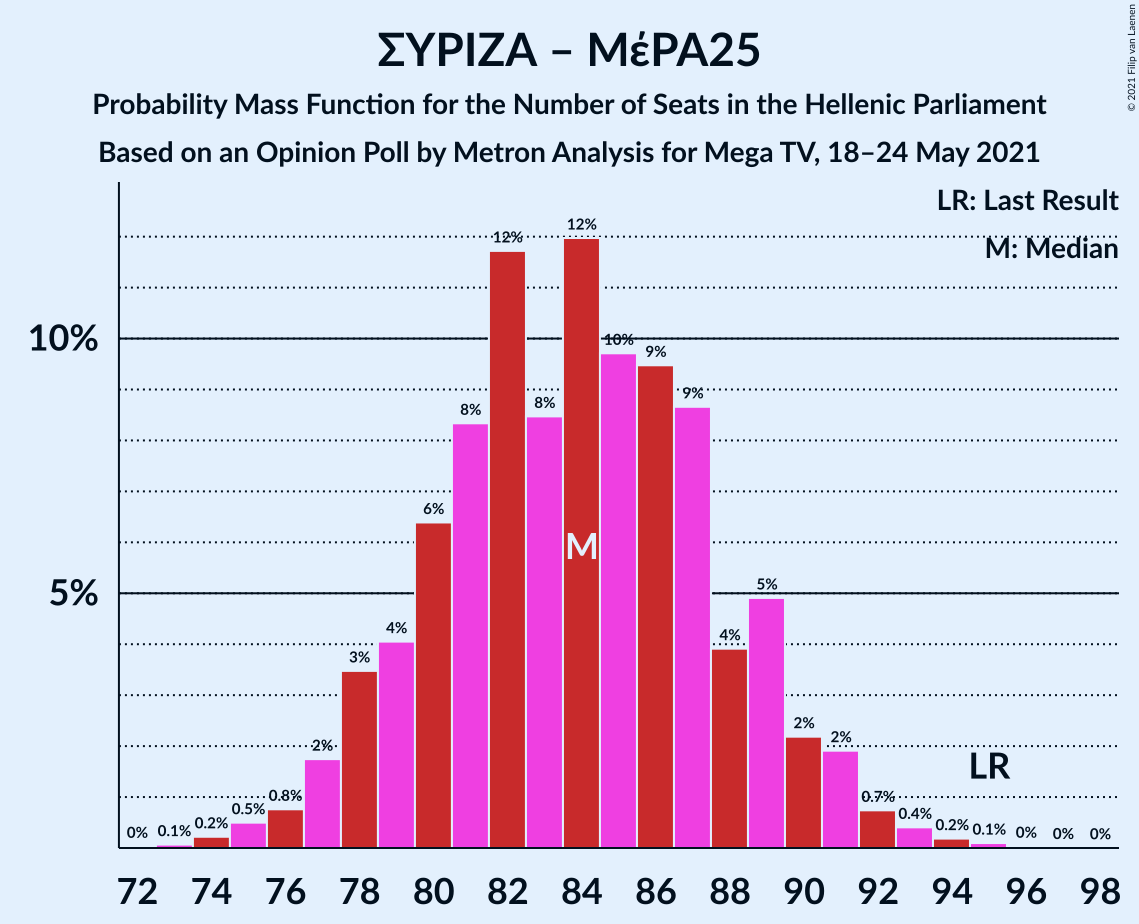 ΣΥΡΙΖΑ – ΜέΡΑ25
Probability Mass Function for the Number of Seats in the Hellenic Parliament
Based on an Opinion Poll by Metron Analysis for Mega TV, 18–24 May 2021
© 2021 Filip van Laenen
LR: Last Result
M: Median
10%
5%
0% 0.1% 0.2% 0.5% 0.8% 2% 3% 4% 6% 8% 12% 8% 12% 10% 9% 9% 4% 5% 2% 2% 0.7% 0.4% 0.2% 0.1% 0% 0% 0%
M
LR
72 74 76 78 80 82 84 86 88 90 92 94 96 98